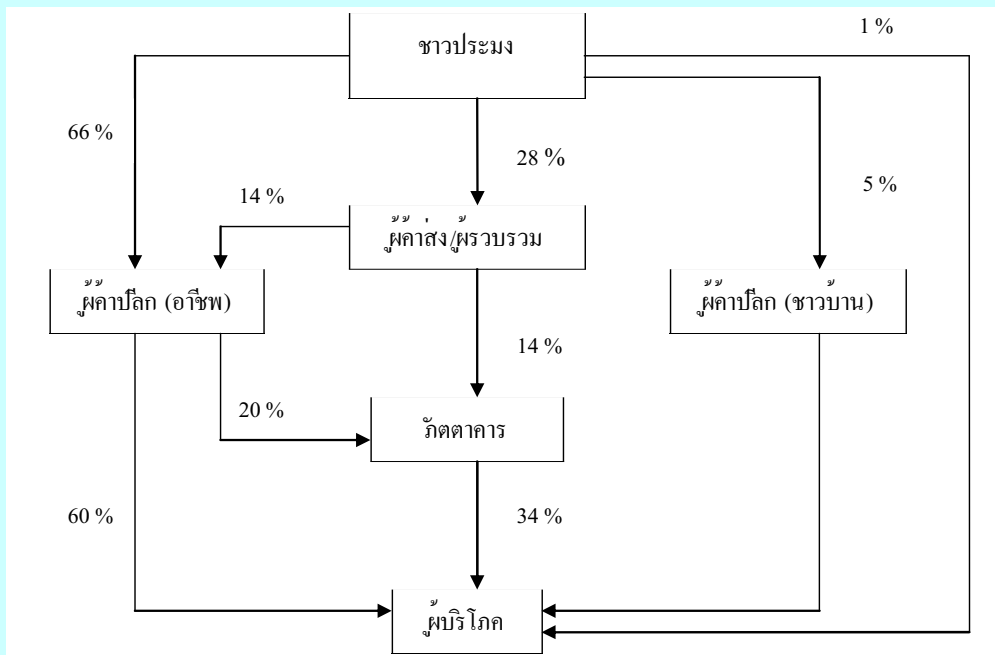 1 %
ชาวประมง
66 %
28 %
14 %
5 %
ผู้ค้าส่ง/ผู้รวบรวม
ผู้ค้าปลีก (อาชีพ)
ผู้ค้าปลีก (ชาวบ้าน)
14 %
20 %
ภัตตาคาร
60 %
34 %
ผู้บริโภค